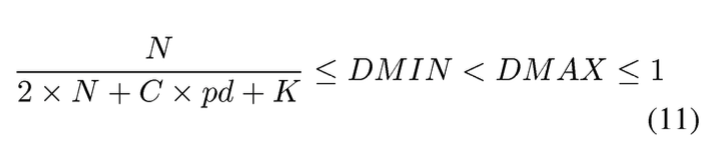 N
2 × N + C × pd + K ≤ DMIN < DMAX ≤ 1
(11)